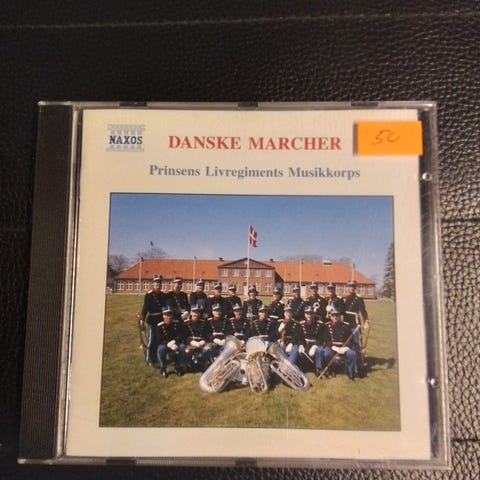 NAXOS
DANSKE MARCHER
50
Prinsens Livregiments Musikkorps